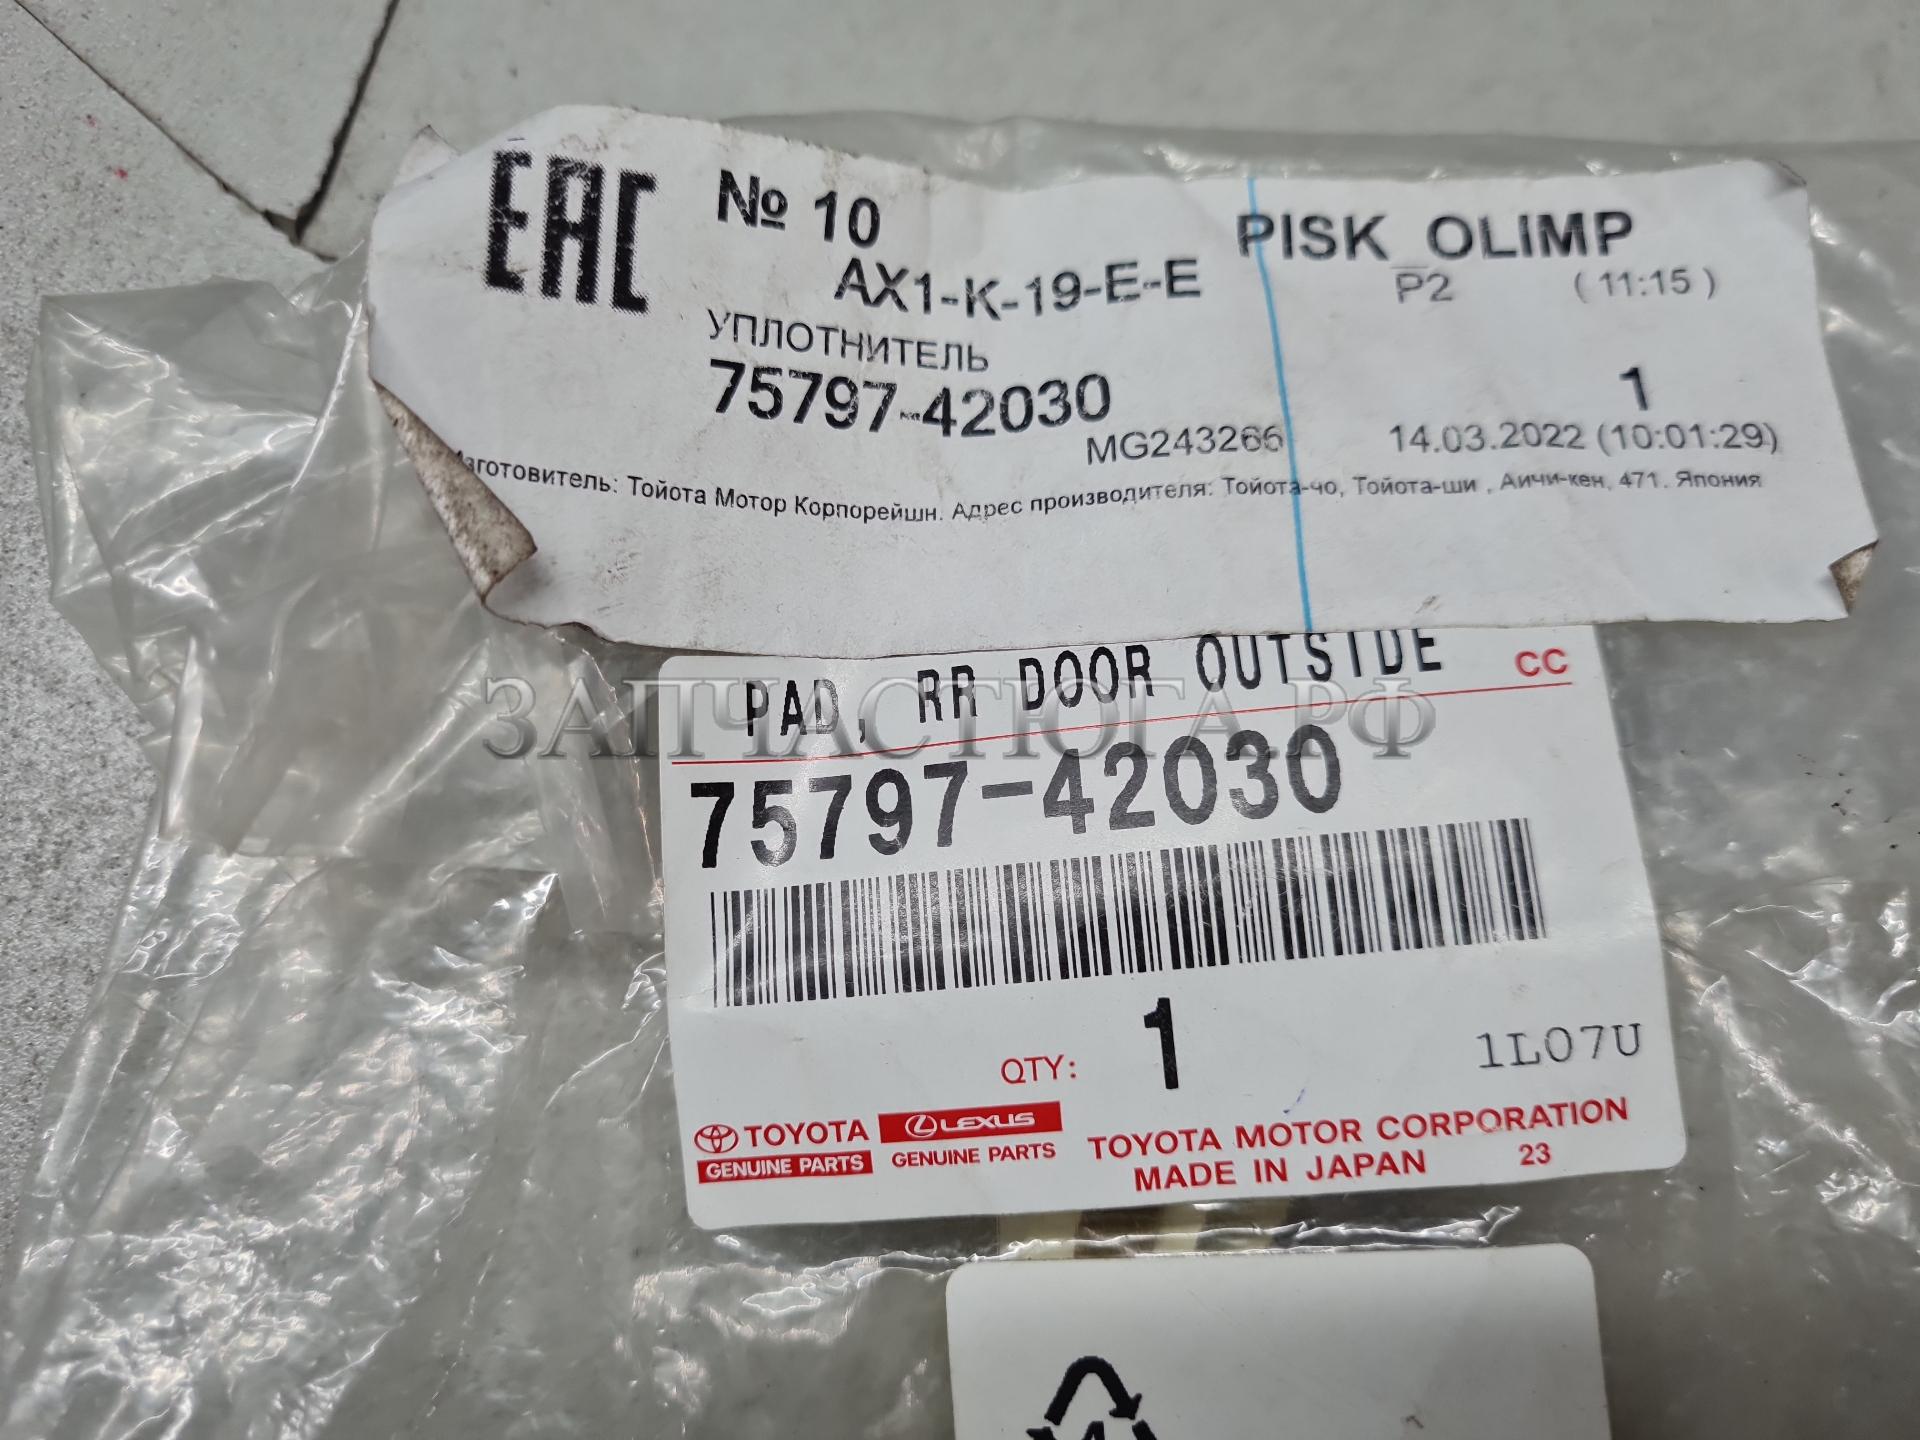 EAC
№ 10
PISK_OLIMP
AX1-K-19-E-E
P2 ( 11:15 )
УПЛОТНИТЕЛЬ
75797-42030
1
MG243266
14.03.2022 (10:01:29)
зготовитель: Тойота Мотор Корпорейшн. Адрес производителя: Тойота-чо, Тойота-ши , Аичи-кен, 471. Япония
PAD, RR DOOR OUTSIDE
CC
ЗАПЧАСТЮГА.РФ
75797-42030
QTY: 1
1L07U
TOYOTA
GENUINE PARTS
LEXUS
GENUINE PARTS
TOYOTA MOTOR CORPORATION
MADE IN JAPAN 23